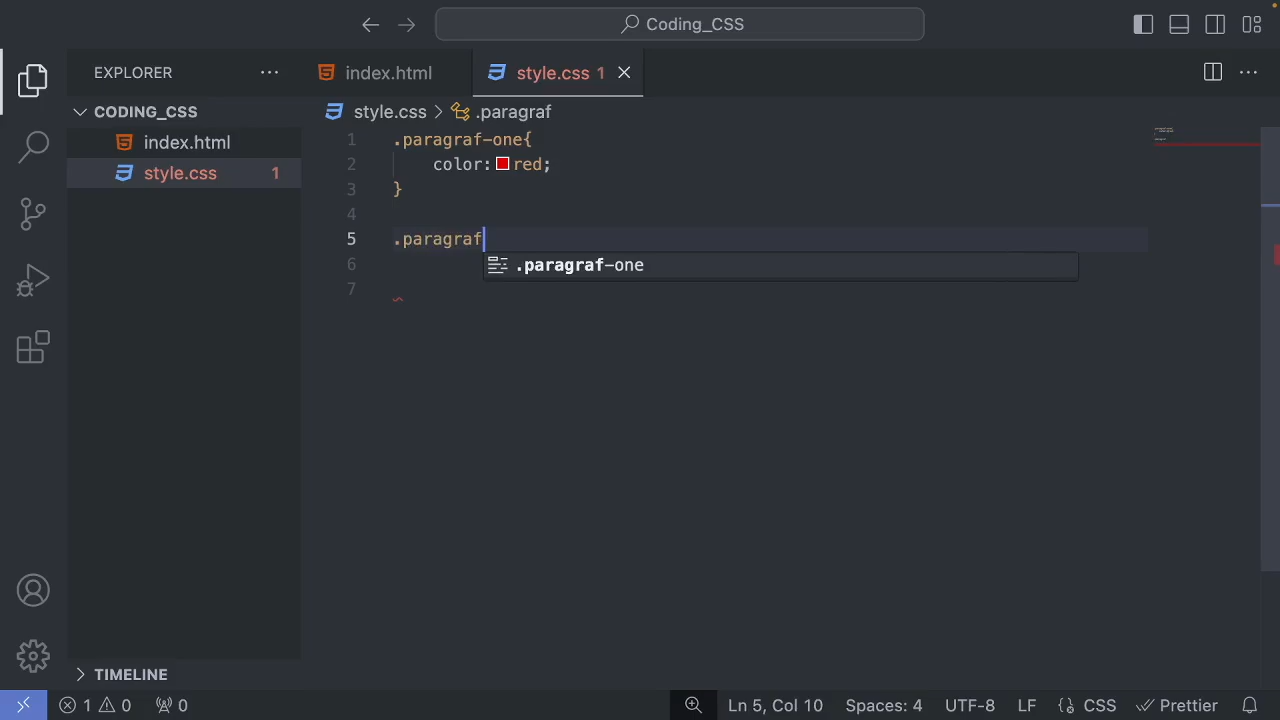 Coding_CSS
EXPLORER
index.html
style.css 1
CODING_CSS
index.html
style.css 1
style.css > .paragraf
1 .paragraf-one{
2 color: red;
3 }
4
5 .paragraf
.paragraf-one
6
7
TIMELINE
1 0 0
Ln 5, Col 10 Spaces: 4 UTF-8 LF CSS Prettier